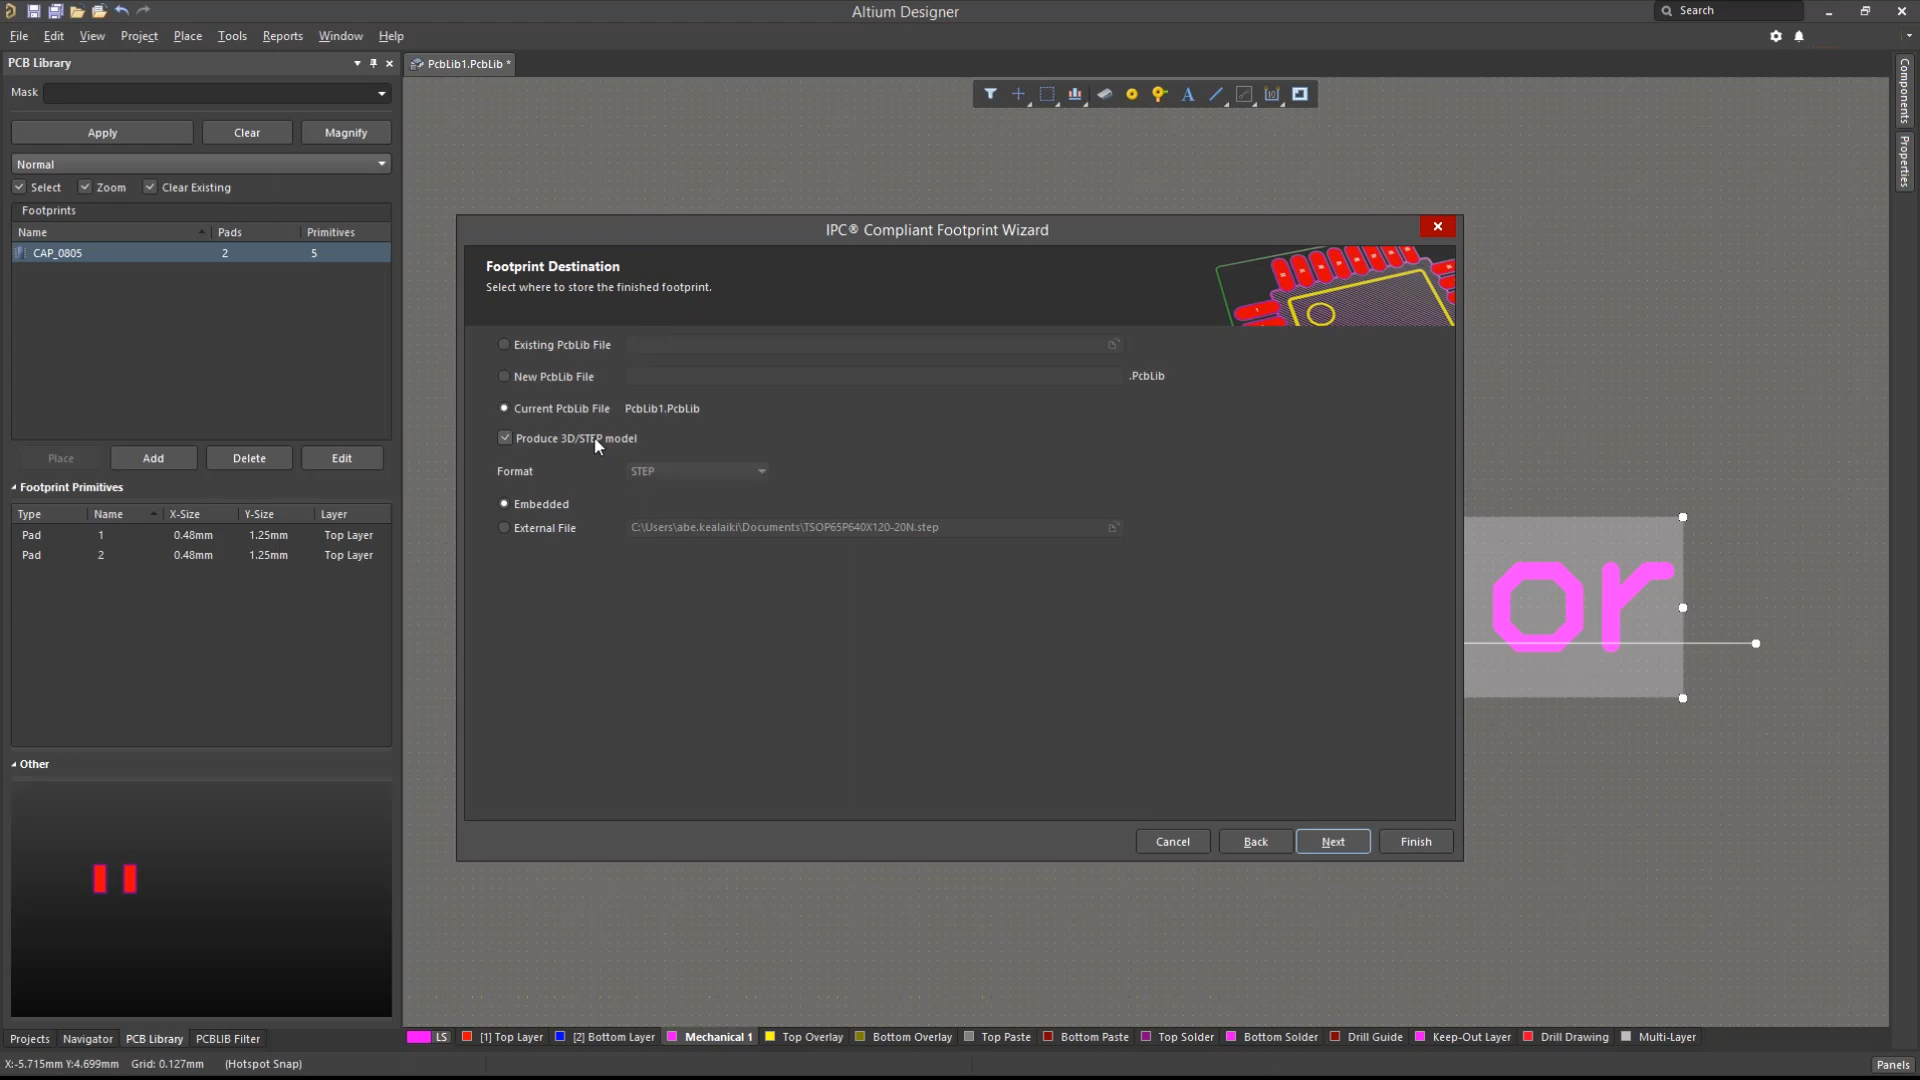 Altium Designer
Search
File Edit View Project Place Tools Reports Window Help
PCB Library
PcbLib1.PcbLib *
Mask
Apply Clear Magnify
Normal
Select Zoom Clear Existing
Footprints
Name Pads Primitives
CAP_0805 2 5
Place Add Delete Edit
Footprint Primitives
Type Name X-Size Y-Size Layer
Pad 1 0.48mm 1.25mm Top Layer
Pad 2 0.48mm 1.25mm Top Layer
Other
IPC® Compliant Footprint Wizard
Footprint Destination
Select where to store the finished footprint.
Existing PcbLib File
New PcbLib File .PcbLib
Current PcbLib File PcbLib1.PcbLib
Produce 3D/STEP model
Format STEP
Embedded
External File C:\Users\abe.kealaiki\Documents\TSOP65P640X120-20N.step
Cancel Back Next Finish
or
Components
Properties
Projects Navigator PCB Library PCBLIB Filter
LS [1] Top Layer [2] Bottom Layer Mechanical 1 Top Overlay Bottom Overlay Top Paste Bottom Paste Top Solder Bottom Solder Drill Guide Keep-Out Layer Drill Drawing Multi-Layer
X:-5.715mm Y:4.699mm Grid: 0.127mm (Hotspot Snap)
Panels